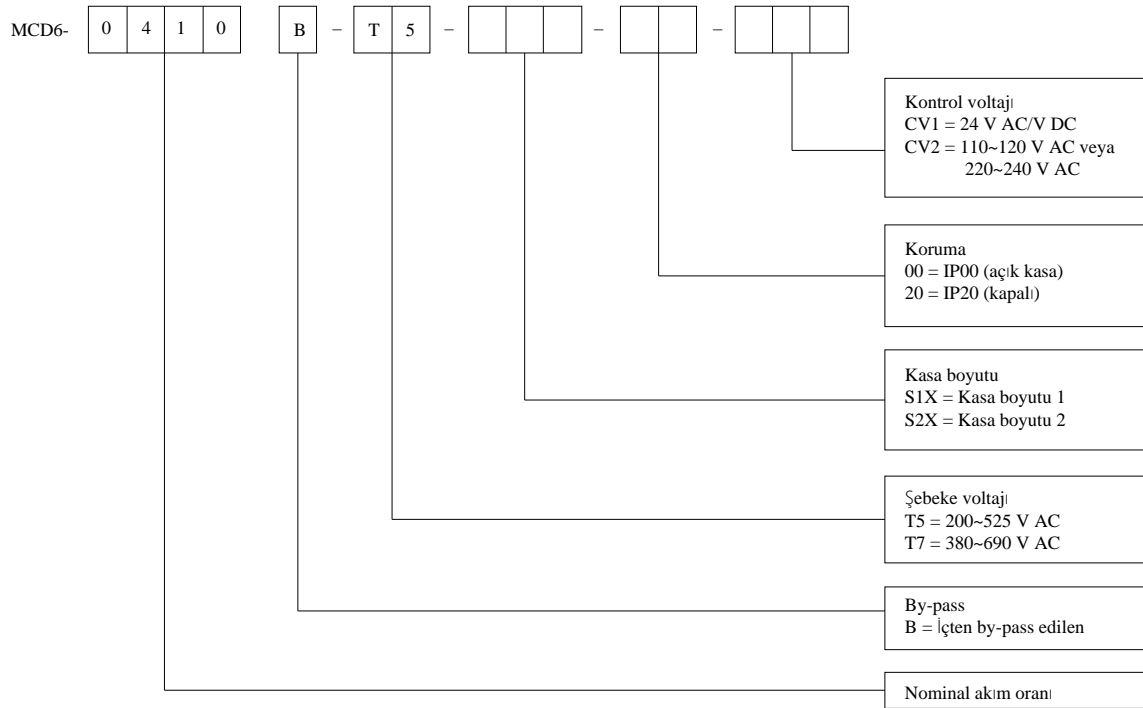 MCD6- 0 4 1 0 B - T 5 - - -
Kontrol voltajı
CV1 = 24 V AC/V DC
CV2 = 110~120 V AC veya
220~240 V AC
Koruma
00 = IP00 (açık kasa)
20 = IP20 (kapalı)
Kasa boyutu
S1X = Kasa boyutu 1
S2X = Kasa boyutu 2
Şebeke voltajı
T5 = 200~525 V AC
T7 = 380~690 V AC
By-pass
B = İçten by-pass edilen
Nominal akım oranı